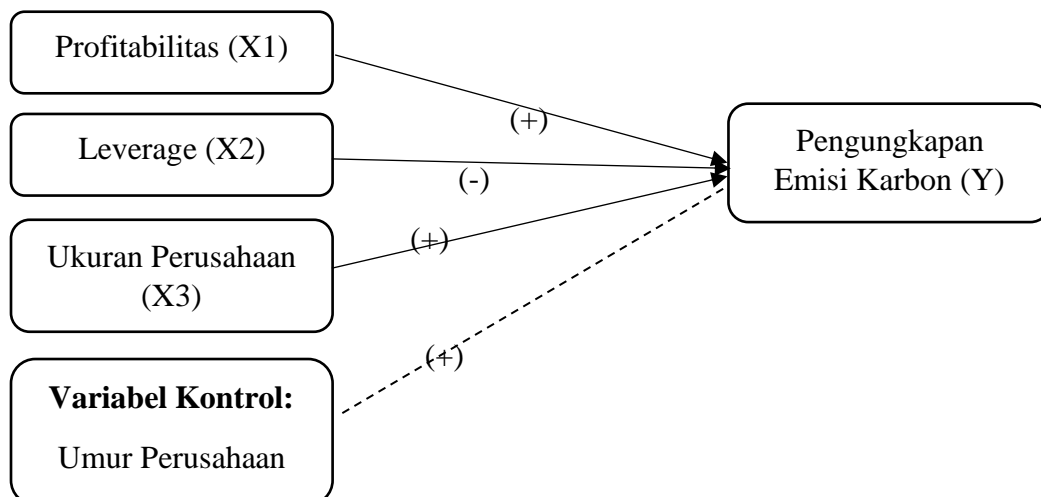 Profitabilitas (X1)
(+)
Leverage (X2)
(-)
Ukuran Perusahaan
(X3)
(+)
Variabel Kontrol:
Umur Perusahaan
(+)
Pengungkapan
Emisi Karbon (Y)